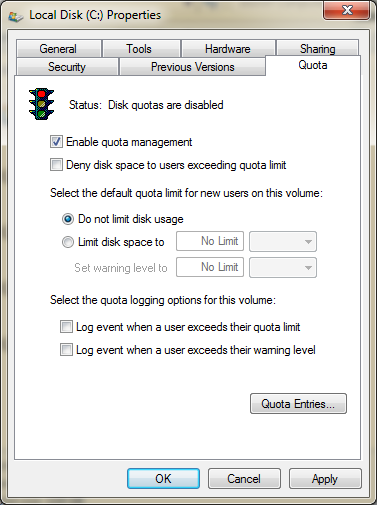 Local Disk (C:) Properties
General Tools Hardware Sharing
Security Previous Versions Quota
Status: Disk quotas are disabled
Enable quota management
Deny disk space to users exceeding quota limit
Select the default quota limit for new users on this volume:
Do not limit disk usage
Limit disk space to No Limit
Set warning level to No Limit
Select the quota logging options for this volume:
Log event when a user exceeds their quota limit
Log event when a user exceeds their warning level
Quota Entries...
OK Cancel Apply